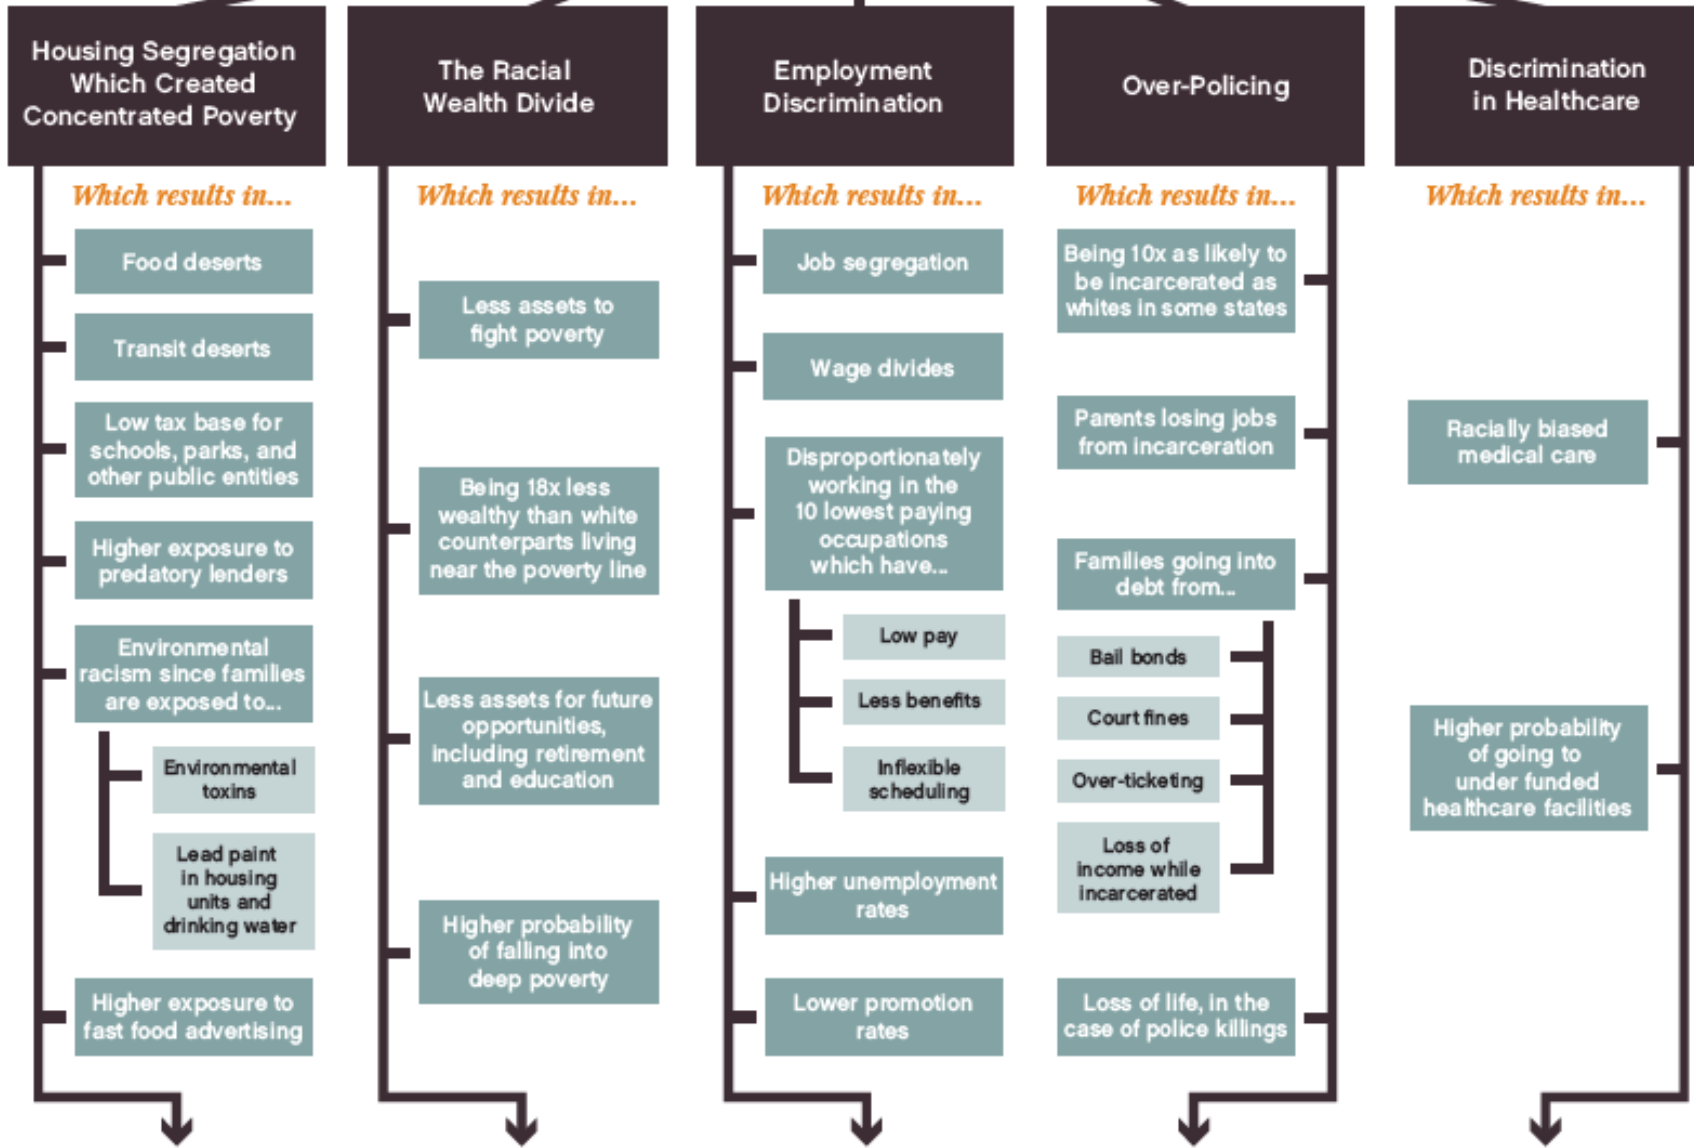 Housing Segregation
Which Created
Concentrated Poverty
Which results in...
Food deserts
Transit deserts
Low tax base for
schools, parks, and
other public entities
Higher exposure to
predatory lenders
Environmental
racism since families
are exposed to...
Environmental
toxins
Lead paint
in housing
units and
drinking water
Higher exposure to
fast food advertising
The Racial
Wealth Divide
Which results in...
Less assets to
fight poverty
Being 18x less
wealthy than white
counterparts living
near the poverty line
Less assets for future
opportunities,
including retirement
and education
Higher probability
of falling into
deep poverty
Employment
Discrimination
Which results in...
Job segregation
Wage divides
Disproportionately
working in the
10 lowest paying
occupations
which have...
Low pay
Less benefits
Inflexible
scheduling
Higher unemployment
rates
Lower promotion
rates
Over-Policing
Which results in...
Being 10x as likely to
be incarcerated as
whites in some states
Parents losing jobs
from incarceration
Families going into
debt from...
Bail bonds
Court fines
Over-ticketing
Loss of
income while
incarcerated
Loss of life, in the
case of police killings
Discrimination
in Healthcare
Which results in...
Racially biased
medical care
Higher probability
of going to
under funded
healthcare facilities